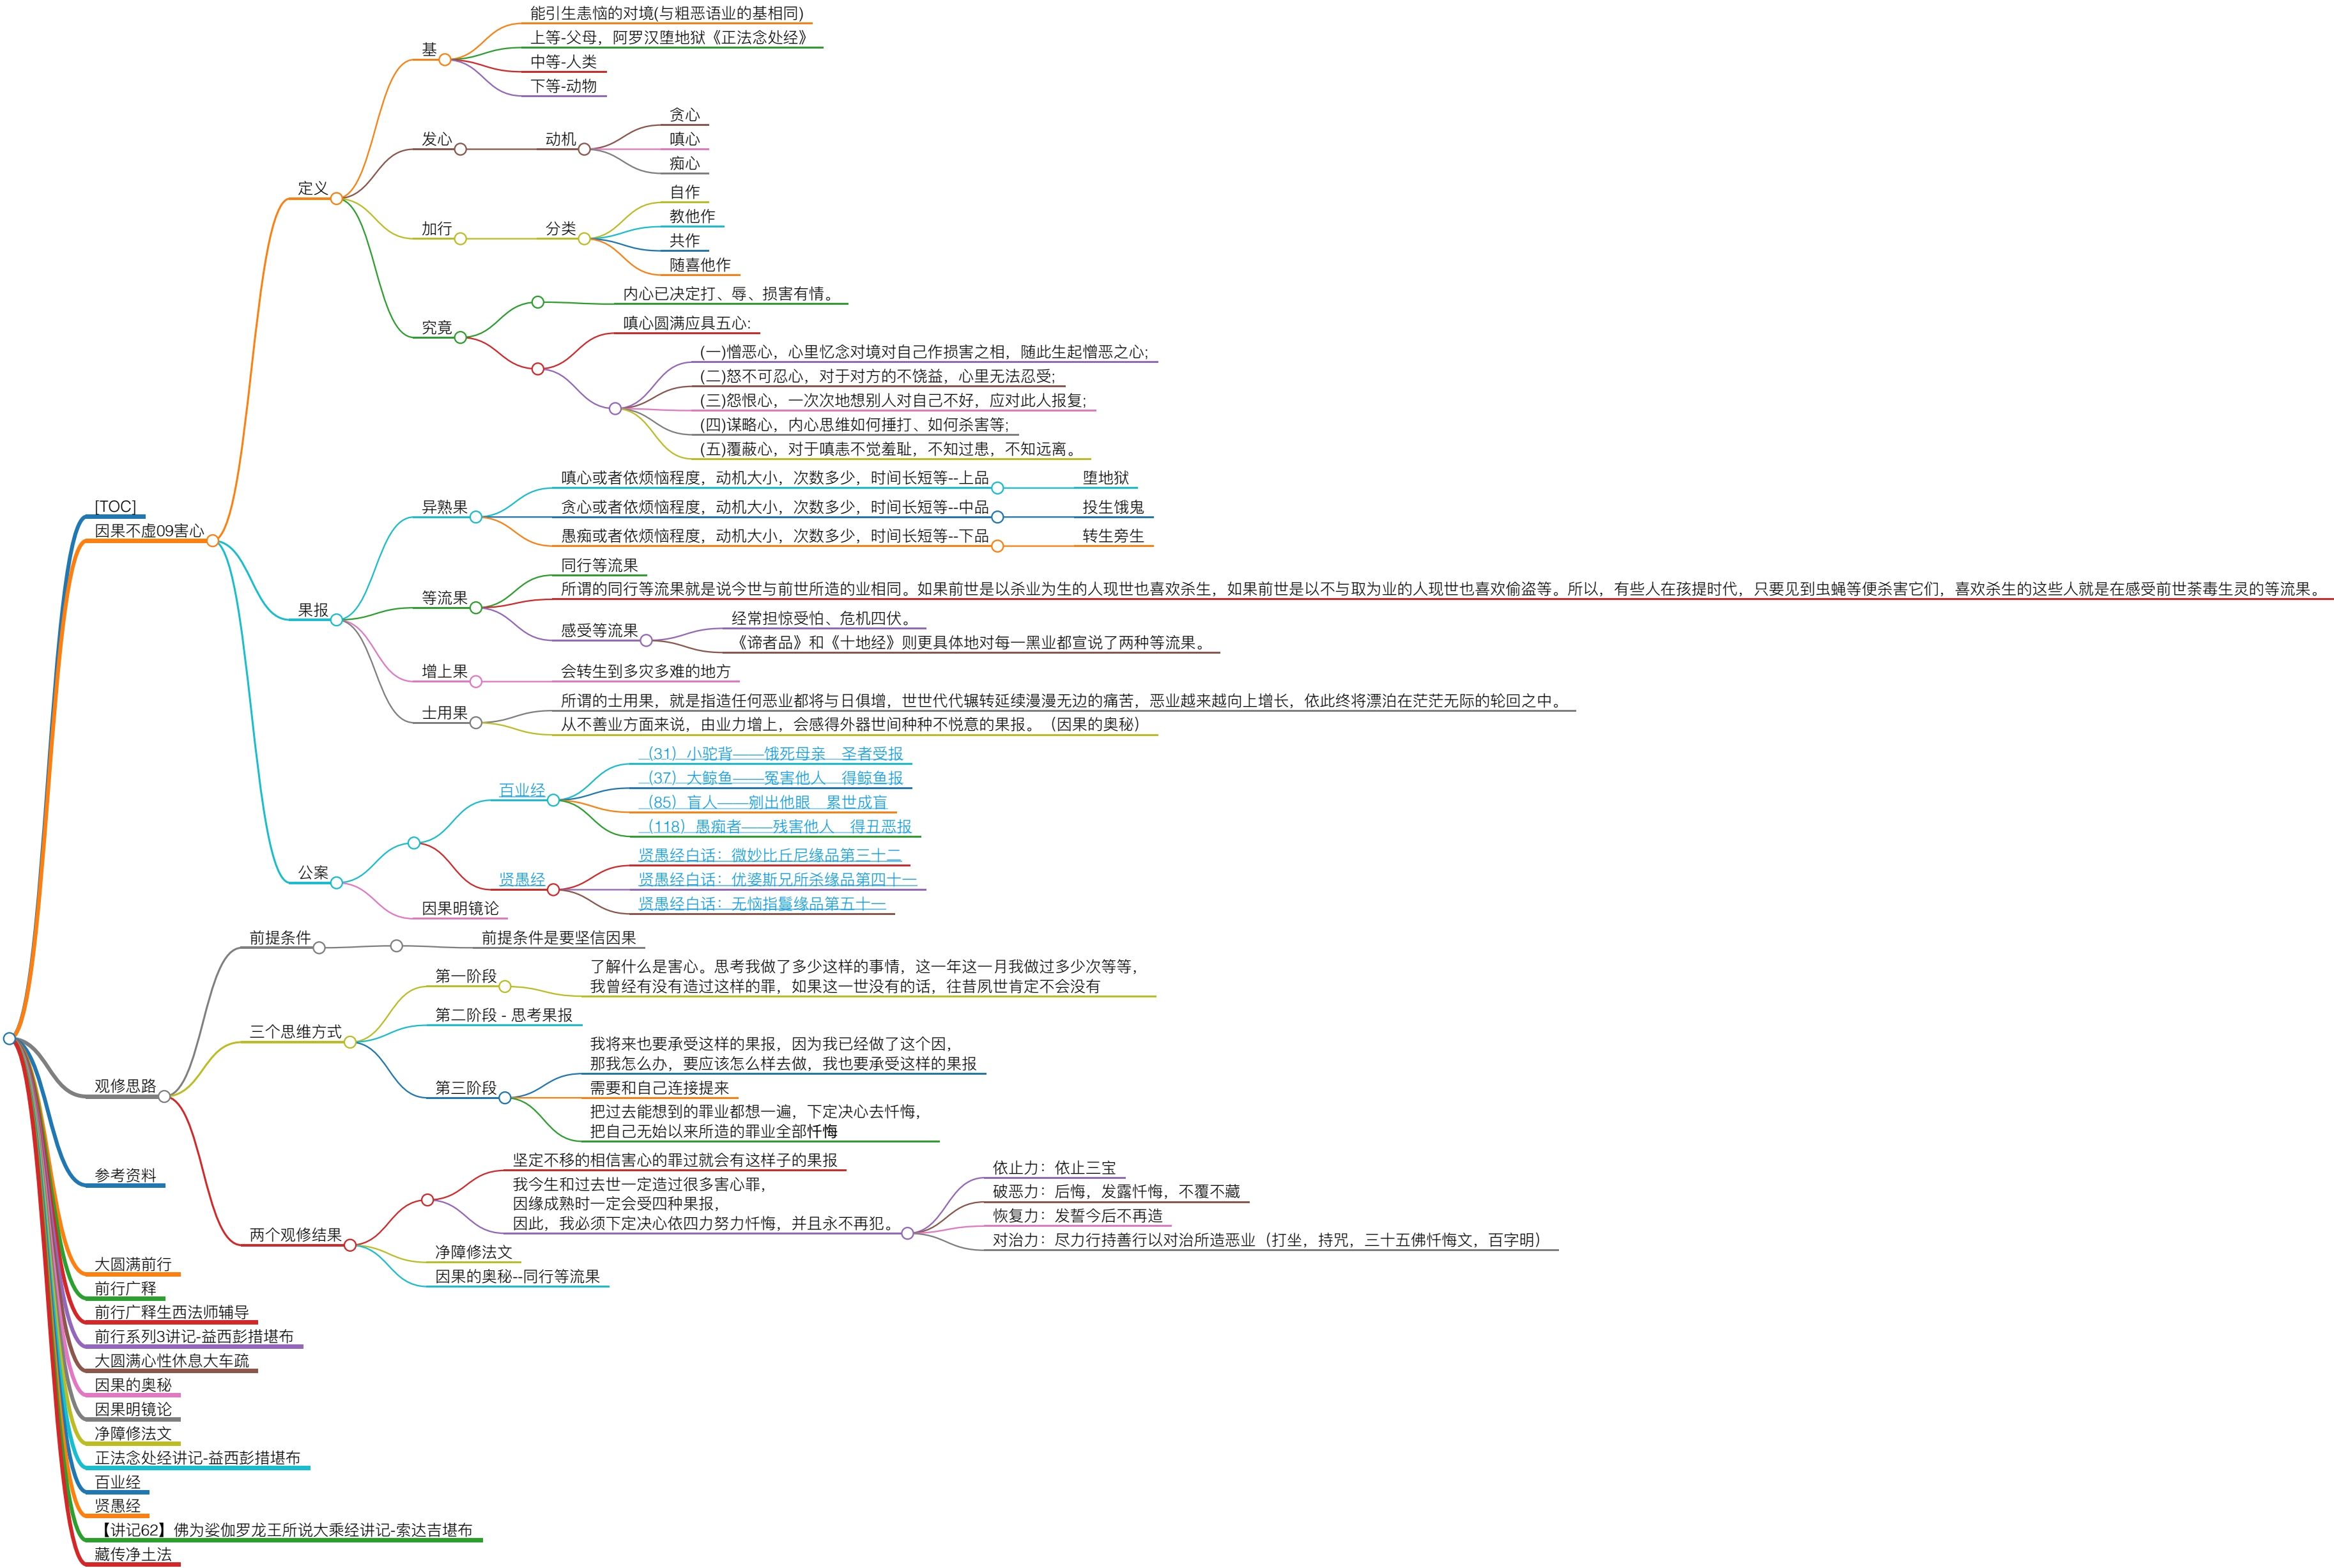 [TOC]
因果不虚09害心
定义
基
能引生恚恼的对境(与粗恶语业的基相同)
上等-父母，阿罗汉堕地狱《正法念处经》
中等-人类
下等-动物
发心
动机
贪心
嗔心
痴心
加行
分类
自作
教他作
共作
随喜他作
究竟
内心已决定打、辱、损害有情。
嗔心圆满应具五心:
(一)憎恶心，心里忆念对境对自己作损害之相，随此生起憎恶之心;
(二)怒不可忍心，对于对方的不饶益，心里无法忍受;
(三)怨恨心，一次次地想别人对自己不好，应对此人报复;
(四)谋略心，内心思维如何捶打、如何杀害等;
(五)覆蔽心，对于嗔恚不觉羞耻，不知过患，不知远离。
果报
异熟果
嗔心或者依烦恼程度，动机大小，次数多少，时间长短等--上品
堕地狱
贪心或者依烦恼程度，动机大小，次数多少，时间长短等--中品
投生饿鬼
愚痴或者依烦恼程度，动机大小，次数多少，时间长短等--下品
转生旁生
等流果
同行等流果
所谓的同行等流果就是说今世与前世所造的业相同。如果前世是以杀业为生的人现世也喜欢杀生，如果前世是以不与取为业的人现世也喜欢偷盗等。所以，有些人在孩提时代，只要见到虫蝇等便杀害它们，喜欢杀生的这些人就是在感受前世荼毒生灵的等流果。
感受等流果
经常担惊受怕、危机四伏。
《谛者品》和《十地经》则更具体地对每一黑业都宣说了两种等流果。
增上果
会转生到多灾多难的地方
士用果
所谓的士用果，就是指造任何恶业都将与日俱增，世世代代辗转延续漫漫无边的痛苦，恶业越来越向上增长，依此终将漂泊在茫茫无际的轮回之中。
从不善业方面来说，由业力增上，会感得外器世间种种不悦意的果报。（因果的奥秘）
公案
百业经
（31）小驼背——饿死母亲　圣者受报
（37）大鲸鱼——冤害他人　得鲸鱼报
（85）盲人——剜出他眼　累世成盲
（118）愚痴者——残害他人　得丑恶报
贤愚经
贤愚经白话：微妙比丘尼缘品第三十二
贤愚经白话：优婆斯兄所杀缘品第四十一
贤愚经白话：无恼指鬘缘品第五十一
因果明镜论
观修思路
前提条件
前提条件是要坚信因果
三个思维方式
第一阶段
了解什么是害心。思考我做了多少这样的事情，这一年这一月我做过多少次等等，
我曾经有没有造过这样的罪，如果这一世没有的话，往昔夙世肯定不会没有
第二阶段 - 思考果报
第三阶段
我将来也要承受这样的果报，因为我已经做了这个因，
那我怎么办，要应该怎么样去做，我也要承受这样的果报
需要和自己连接提来
把过去能想到的罪业都想一遍，下定决心去忏悔，
把自己无始以来所造的罪业全部忏悔
两个观修结果
坚定不移的相信害心的罪过就会有这样子的果报
我今生和过去世一定造过很多害心罪，
因缘成熟时一定会受四种果报，
因此，我必须下定决心依四力努力忏悔，并且永不再犯。
依止力：依止三宝
破恶力：后悔，发露忏悔，不覆不藏
恢复力：发誓今后不再造
对治力：尽力行持善行以对治所造恶业（打坐，持咒，三十五佛忏悔文，百字明）
净障修法文
因果的奥秘--同行等流果
参考资料
大圆满前行
前行广释
前行广释生西法师辅导
前行系列3讲记-益西彭措堪布
大圆满心性休息大车疏
因果的奥秘
因果明镜论
净障修法文
正法念处经讲记-益西彭措堪布
百业经
贤愚经
【讲记62】佛为娑伽罗龙王所说大乘经讲记-索达吉堪布
藏传净土法